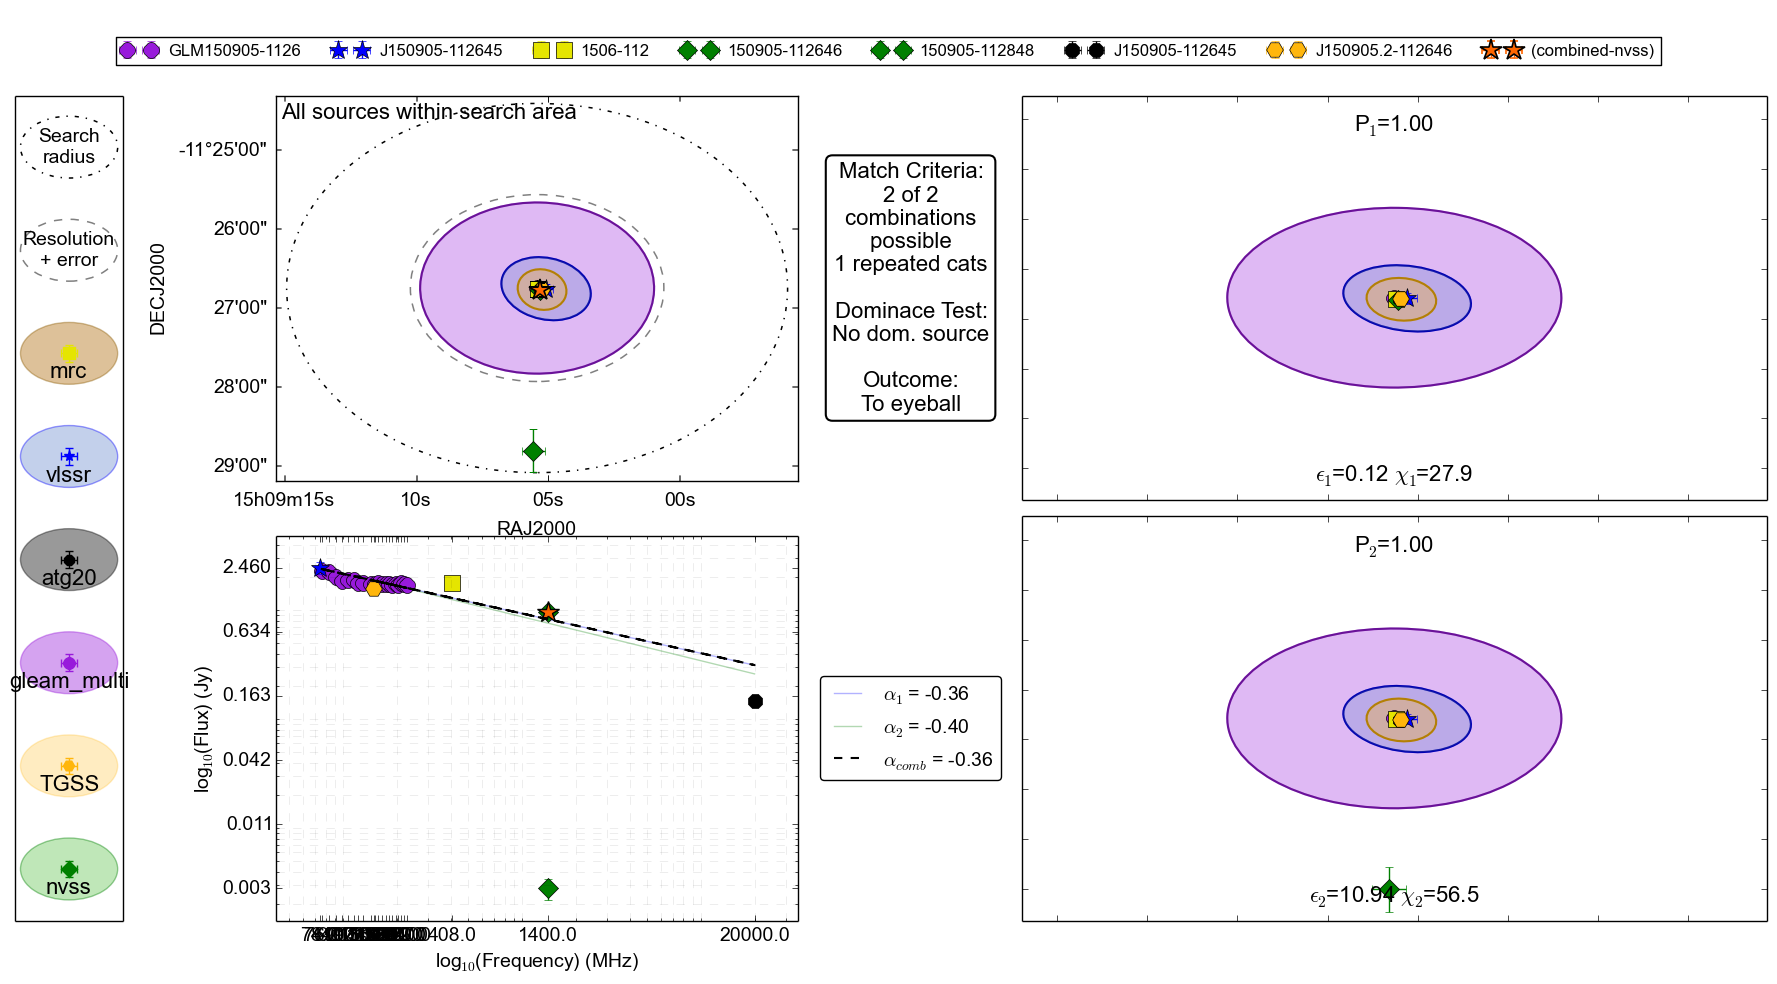 GLM150905-1126 J150905-112645 1506-112 150905-112646 150905-112848 J150905-112645 J150905.2-112646 (combined-nvss)
Search
radius
Resolution
+ error
mrc
vlssr
atg20
gleam_multi
TGSS
nvss
All sources within search area
DECJ2000
-11°25'00"
26'00"
27'00"
28'00"
29'00"
15h09m15s 10s 05s 00s
RAJ2000
Match Criteria:
2 of 2
combinations
possible
1 repeated cats
Dominace Test:
No dom. source
Outcome:
To eyeball
P₁=1.00
ϵ₁=0.12 χ₁=27.9
log₁₀(Flux) (Jy)
2.460
0.634
0.163
0.042
0.011
0.003
408.0 1400.0 20000.0
log₁₀(Frequency) (MHz)
α₁ = -0.36
α₂ = -0.40
α_comb = -0.36
P₂=1.00
ϵ₂=10.94 χ₂=56.5